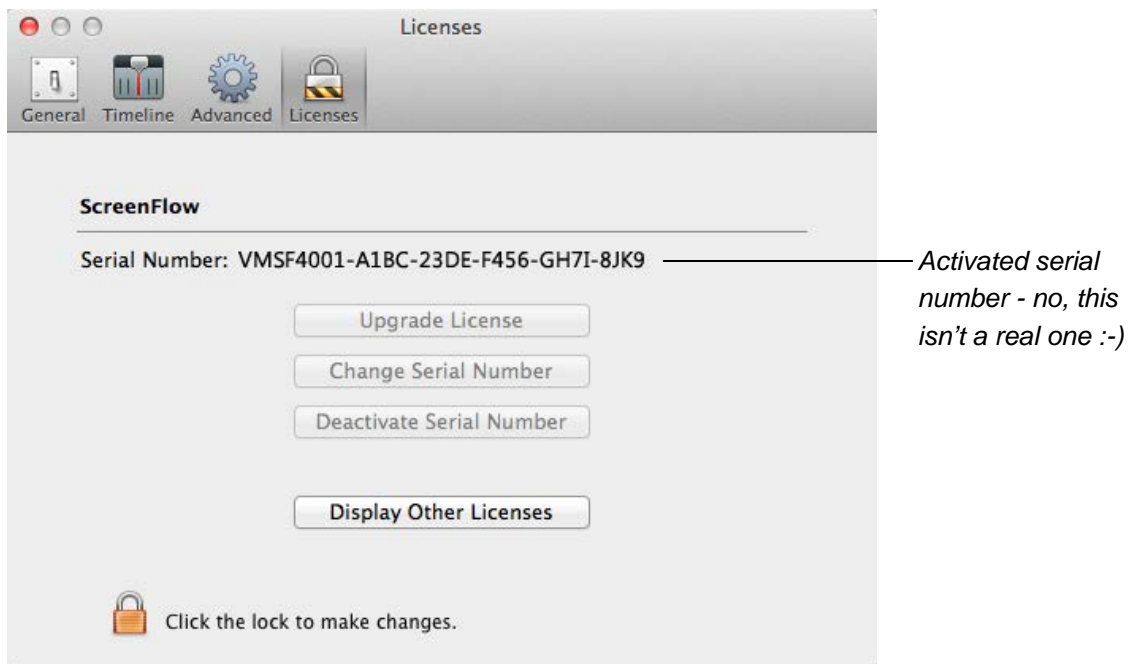 Licenses
General Timeline Advanced Licenses
ScreenFlow
Serial Number: VMSF4001-A1BC-23DE-F456-GH7I-8JK9
Activated serial
number - no, this
isn’t a real one :-)
Upgrade License
Change Serial Number
Deactivate Serial Number
Display Other Licenses
Click the lock to make changes.